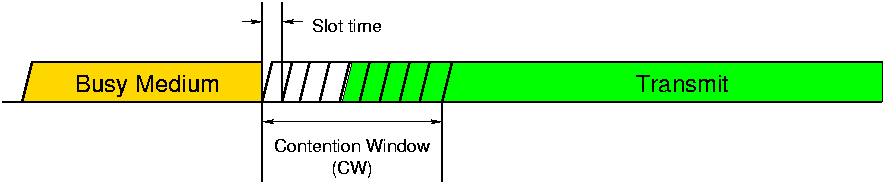 Slot time
Busy Medium
Transmit
Contention Window
(CW)